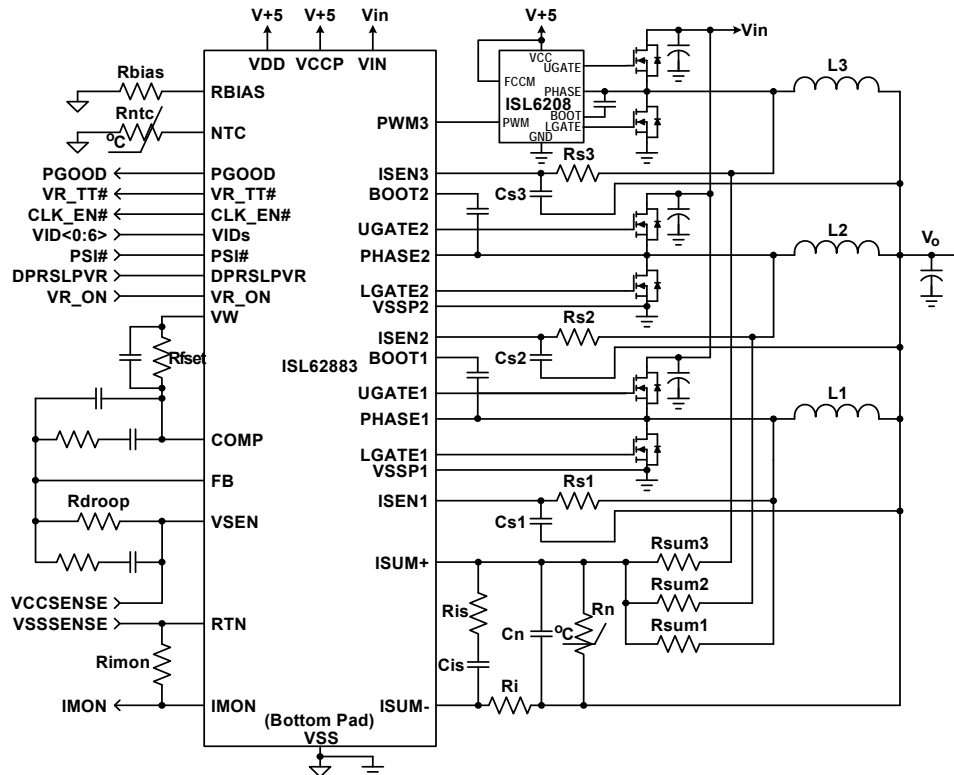 V+5 V+5 Vin
VDD VCCP VIN
Rbias
RBIAS
Rntc
°C
NTC
PGOOD PGOOD
VR_TT# VR_TT#
CLK_EN# CLK_EN#
VID<0:6> VIDs
PSI# PSI#
DPRSLPVR DPRSLPVR
VR_ON VR_ON
VW
Rfset
ISL62883
COMP
FB
Rdroop
VSEN
VCCSENSE
VSSSENSE RTN
Rimon
IMON IMON
(Bottom Pad)
VSS
V+5
VCC
UGATE
FCCM
PHASE
ISL6208
BOOT
PWM LGATE
GND
PWM3
Vin
L3
ISEN3 Rs3
Cs3
BOOT2
UGATE2
PHASE2
L2
Vo
LGATE2
VSSP2
ISEN2 Rs2
Cs2
BOOT1
UGATE1
PHASE1
L1
LGATE1
VSSP1
ISEN1 Rs1
Cs1
ISUM+
Rsum3
Rsum2
Rsum1
Ris
Cn
°C
Rn
Cis
ISUM- Ri